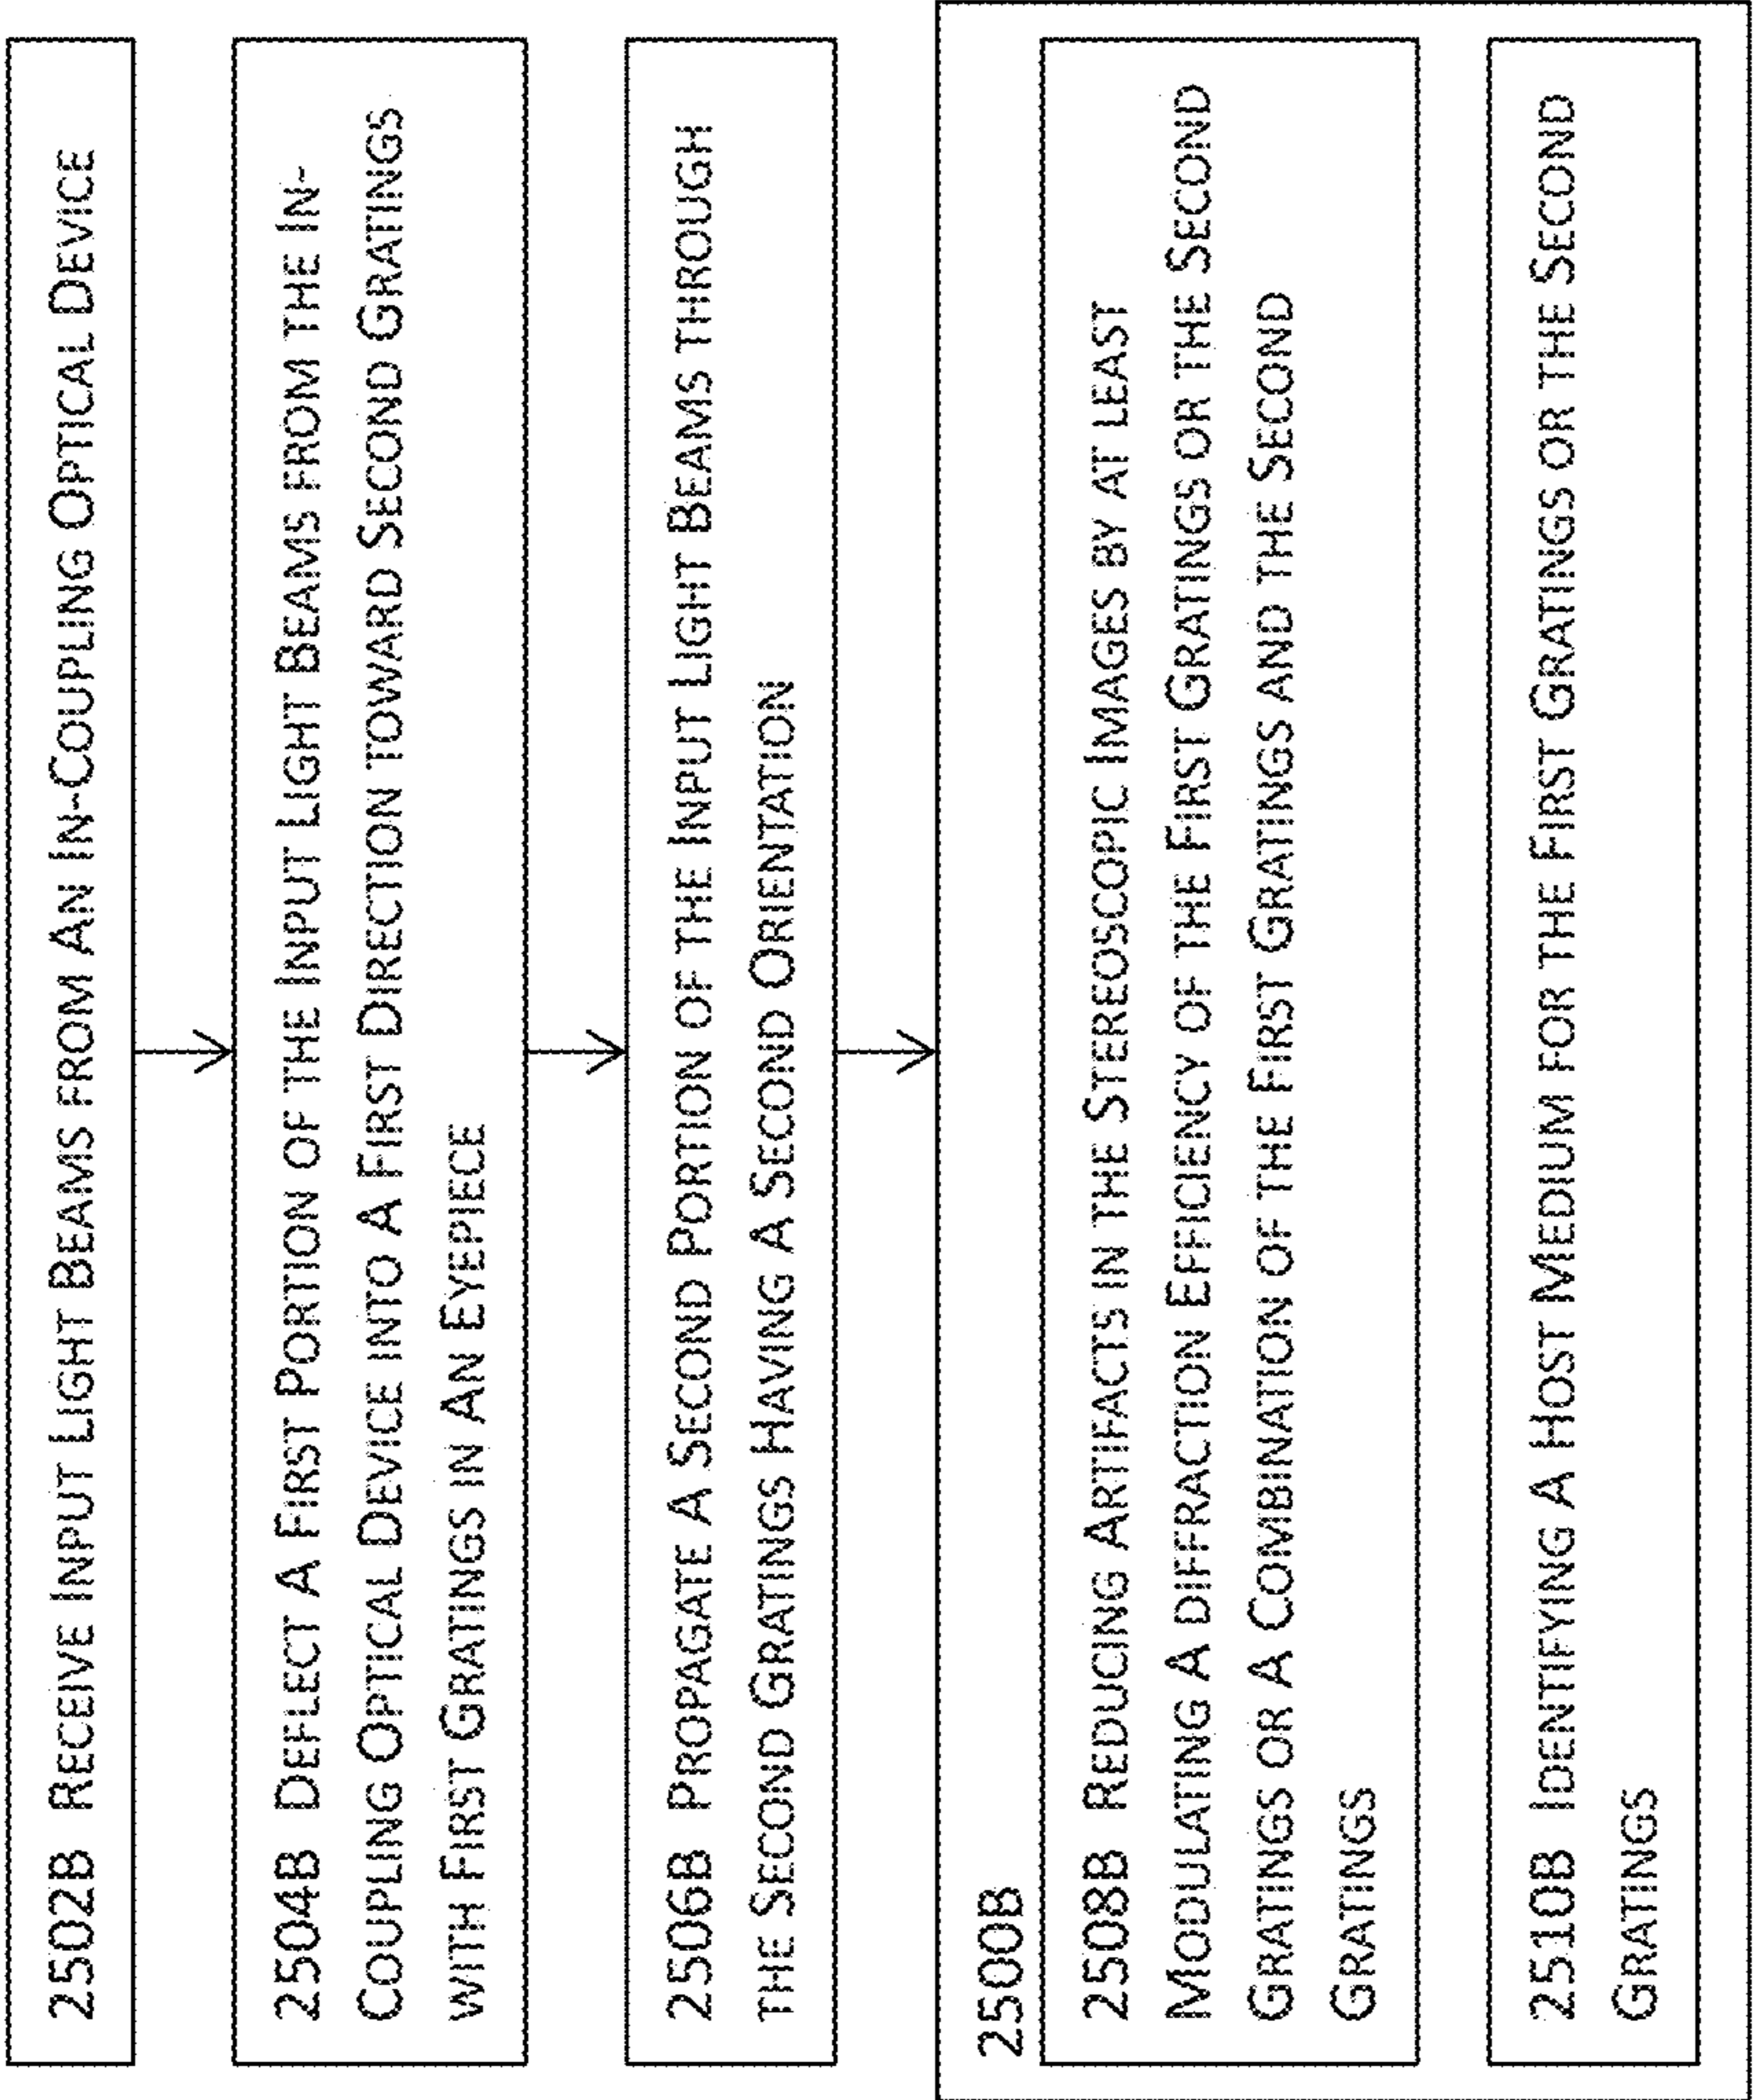 2502B Receive Input Light Beams from An In-Coupling Optical Device
2504B Deflect A First Portion of the Input Light Beams from the In-
Coupling Optical Device into A First Direction toward Second Gratings
with First Gratings in An Eyepiece
2506B Propagate A Second Portion of the Input Light Beams through
the Second Gratings Having A Second Orientation
2500B
2508B Reducing Artifacts in the Stereoscopic Images by at least
Modulating A diffraction Efficiency of the First Gratings or the Second
Gratings or A Combination of the First Gratings and the Second
Gratings
2510B Identifying A Host Medium for the First Gratings or the Second
Gratings